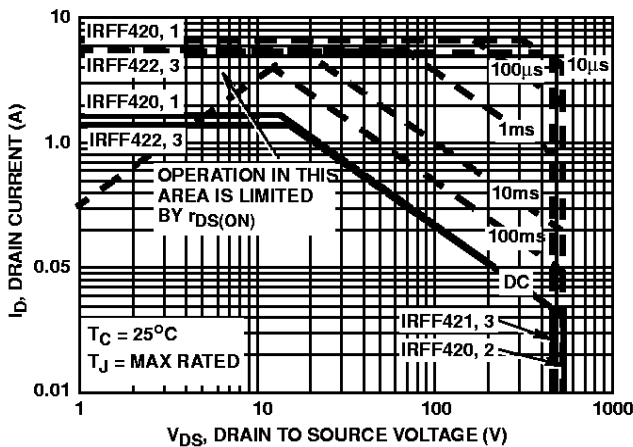 10
IRFF420, 1
IRFF422, 3
IRFF420, 1
IRFF422, 3
100µs
10µs
1ms
10ms
100ms
DC
1.0
0.05
0.01
OPERATION IN THIS
AREA IS LIMITED
BY rDS(ON)
TC = 25°C
TJ = MAX RATED
IRFF421, 3
IRFF420, 2
ID, DRAIN CURRENT (A)
1
10
100
1000
VDS, DRAIN TO SOURCE VOLTAGE (V)